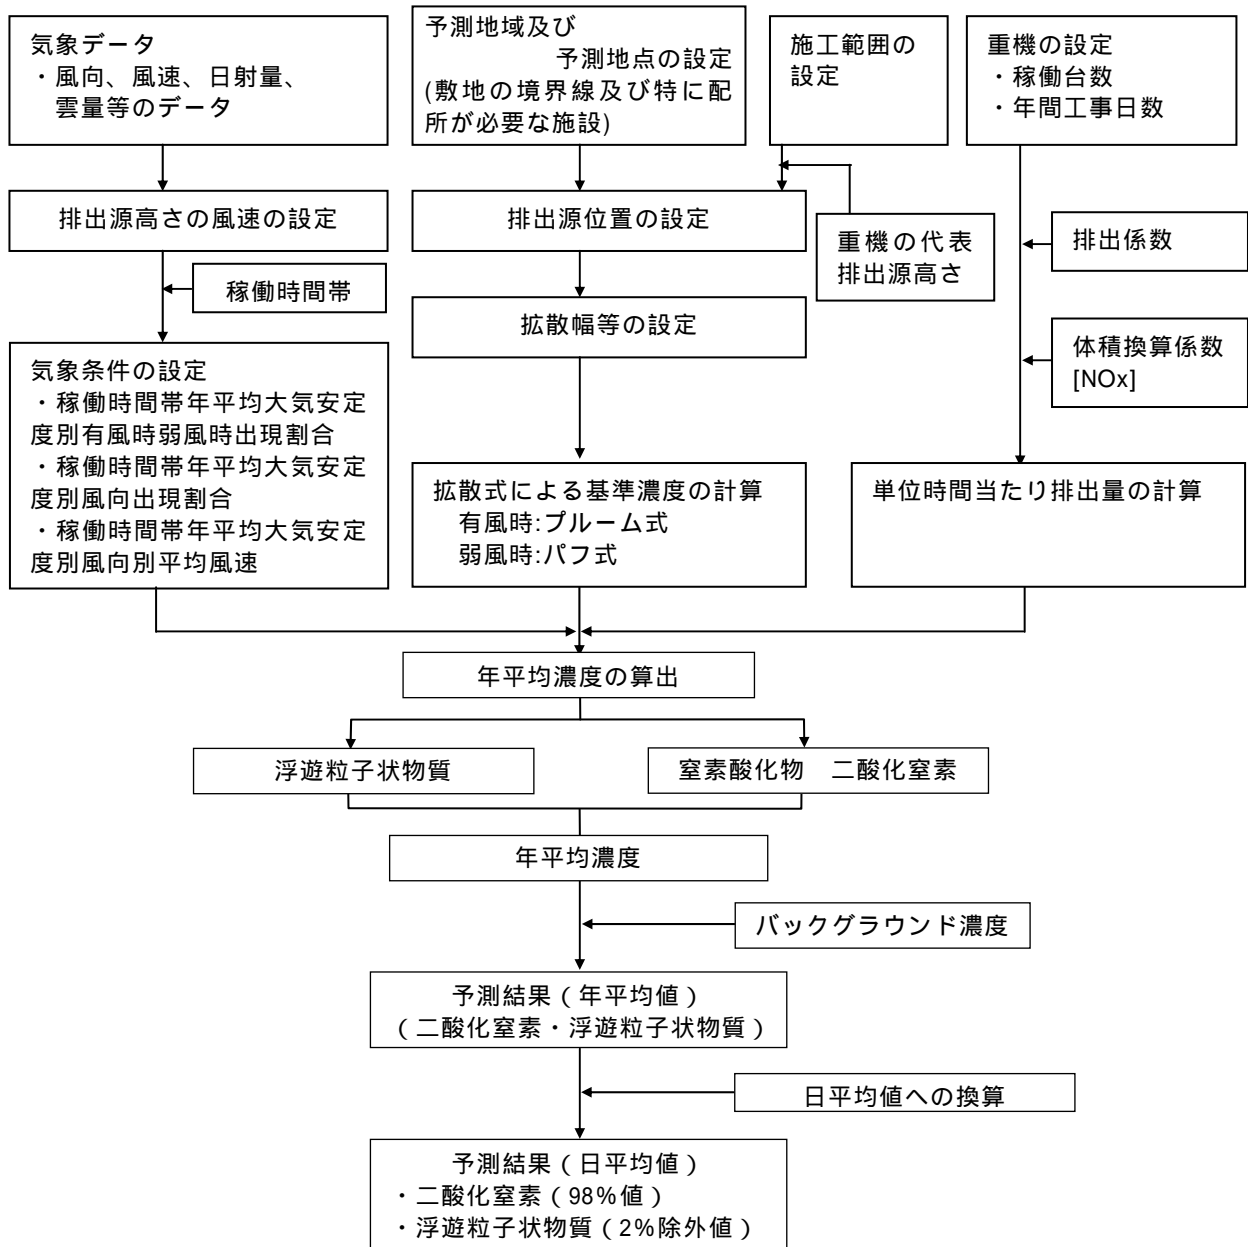 気象データ
・風向、風速、日射量、
雲量等のデータ
予測地域及び
予測地点の設定
(敷地の境界線及び特に配
所が必要な施設)
施工範囲の
設定
重機の設定
・稼働台数
・年間工事日数
排出源高さの風速の設定
排出源位置の設定
重機の代表
排出源高さ
排出係数
稼働時間帯
拡散幅等の設定
体積換算係数
[NOx]
気象条件の設定
・稼働時間帯年平均大気安定
度別有風時弱風時出現割合
・稼働時間帯年平均大気安定
度別風向出現割合
・稼働時間帯年平均大気安定
度別風向別平均風速
拡散式による基準濃度の計算
有風時:プルーム式
弱風時:パフ式
単位時間当たり排出量の計算
年平均濃度の算出
浮遊粒子状物質
窒素酸化物　二酸化窒素
年平均濃度
バックグラウンド濃度
予測結果（年平均値）
（二酸化窒素・浮遊粒子状物質）
日平均値への換算
予測結果（日平均値）
・二酸化窒素（98%値）
・浮遊粒子状物質（2%除外値）